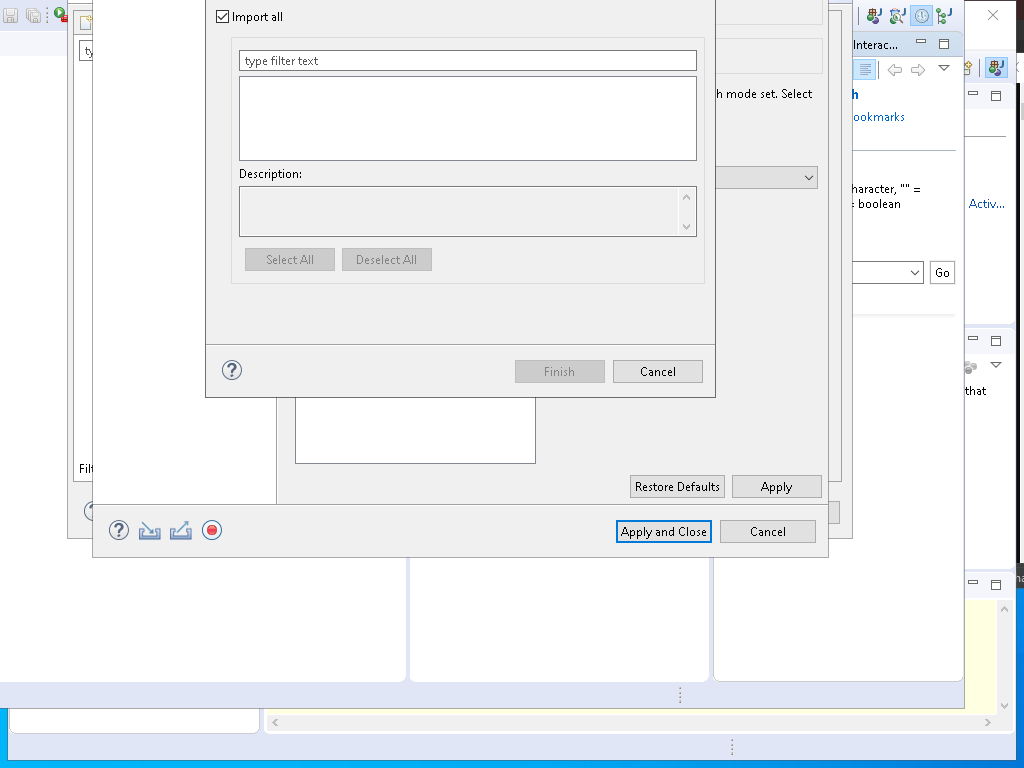 Import all
type filter text
Description:
Select All
Deselect All
Finish
Cancel
h mode set. Select
Interac...
h
ookmarks
haracter, "" =
= boolean
Activ...
Go
that
ty
Filt
Restore Defaults
Apply
Apply and Close
Cancel